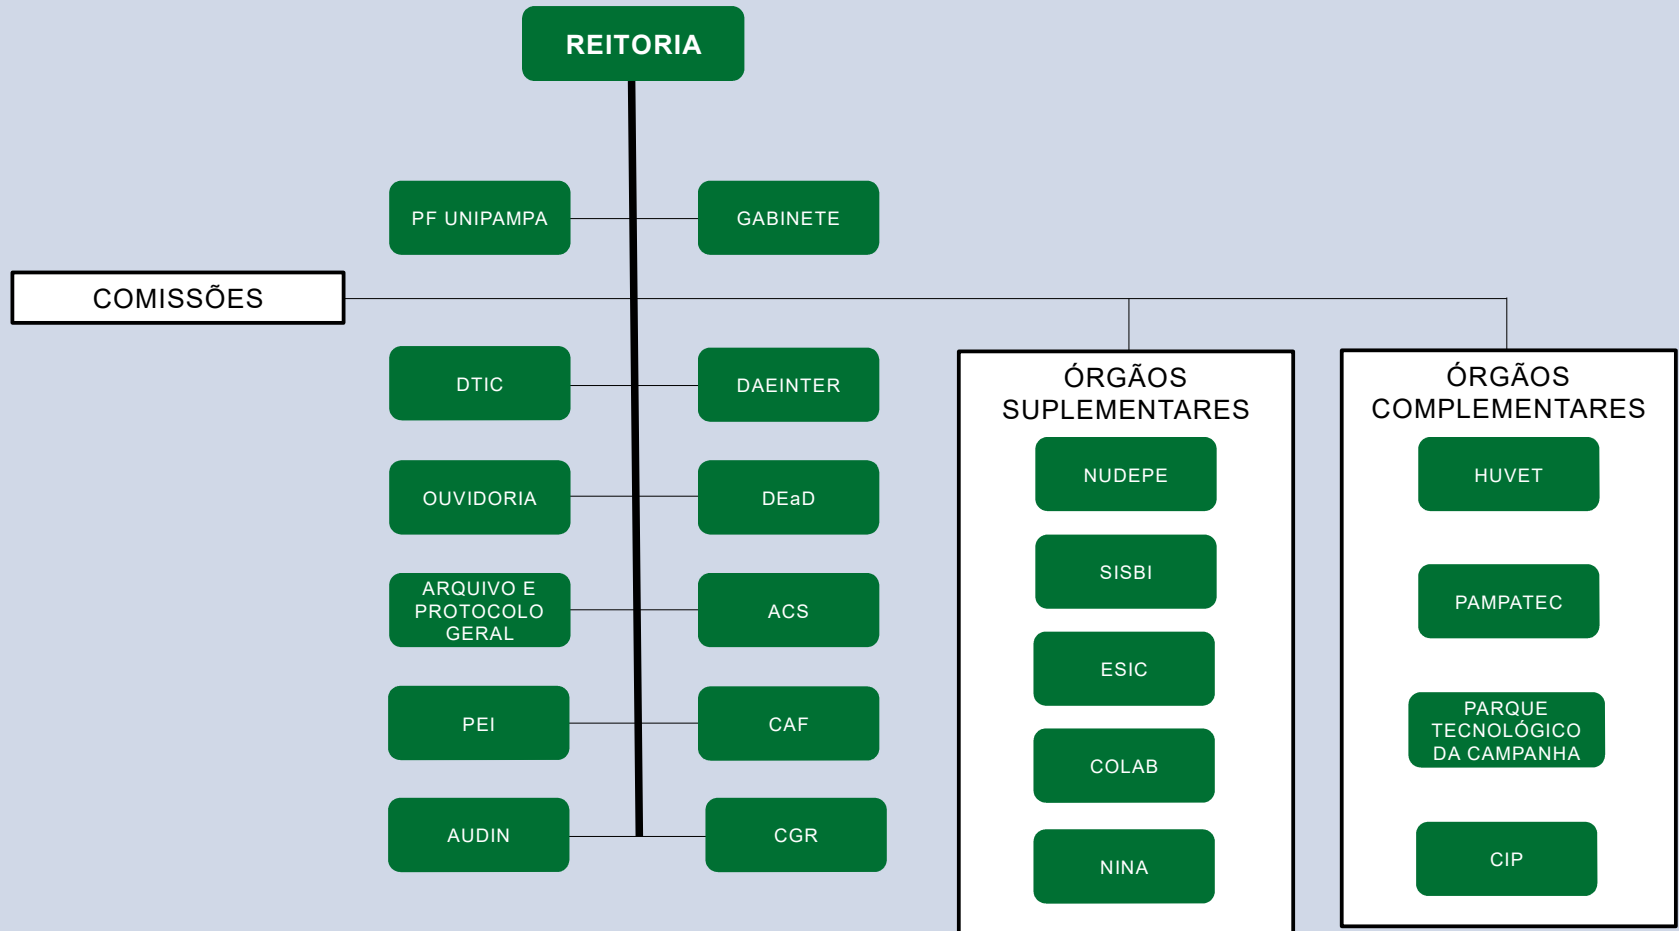 REITORIA
PF UNIPAMPA
GABINETE
COMISSÕES
DTIC
DAEINTER
OUVIDORIA
DEaD
ARQUIVO E
PROTOCOLO
GERAL
ACS
PEI
CAF
AUDIN
CGR
ÓRGÃOS
SUPLEMENTARES
NUDEPE
SISBI
ESIC
COLAB
NINA
ÓRGÃOS
COMPLEMENTARES
HUVET
PAMPATEC
PARQUE
TECNOLÓGICO
DA CAMPANHA
CIP